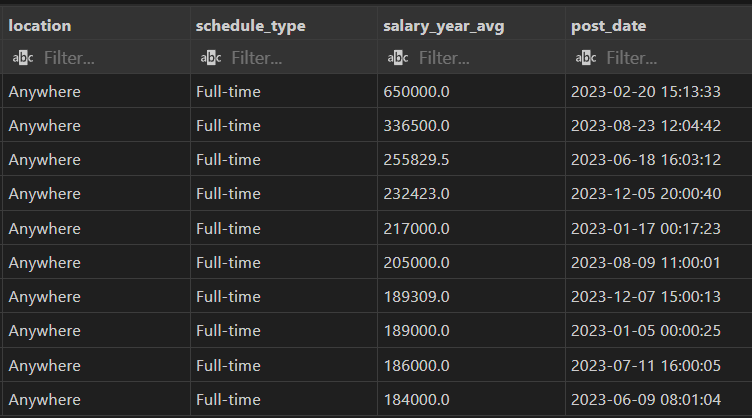 location schedule_type salary_year_avg post_date
abc Filter... abc Filter... abc Filter... abc Filter...
Anywhere Full-time 650000.0 2023-02-20 15:13:33
Anywhere Full-time 336500.0 2023-08-23 12:04:42
Anywhere Full-time 255829.5 2023-06-18 16:03:12
Anywhere Full-time 232423.0 2023-12-05 20:00:40
Anywhere Full-time 217000.0 2023-01-17 00:17:23
Anywhere Full-time 205000.0 2023-08-09 11:00:01
Anywhere Full-time 189309.0 2023-12-07 15:00:13
Anywhere Full-time 189000.0 2023-01-05 00:00:25
Anywhere Full-time 186000.0 2023-07-11 16:00:05
Anywhere Full-time 184000.0 2023-06-09 08:01:04